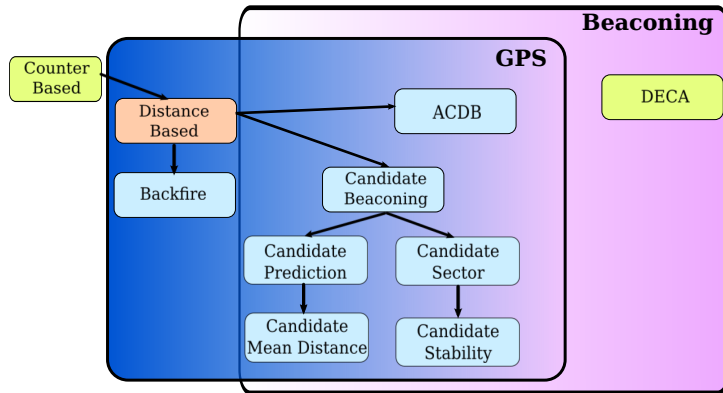 Beaconing
GPS
Counter
Based
Distance
Based
ACDB
DECA
Backfire
Candidate
Beaconing
Candidate
Prediction
Candidate
Sector
Candidate
Mean Distance
Candidate
Stability